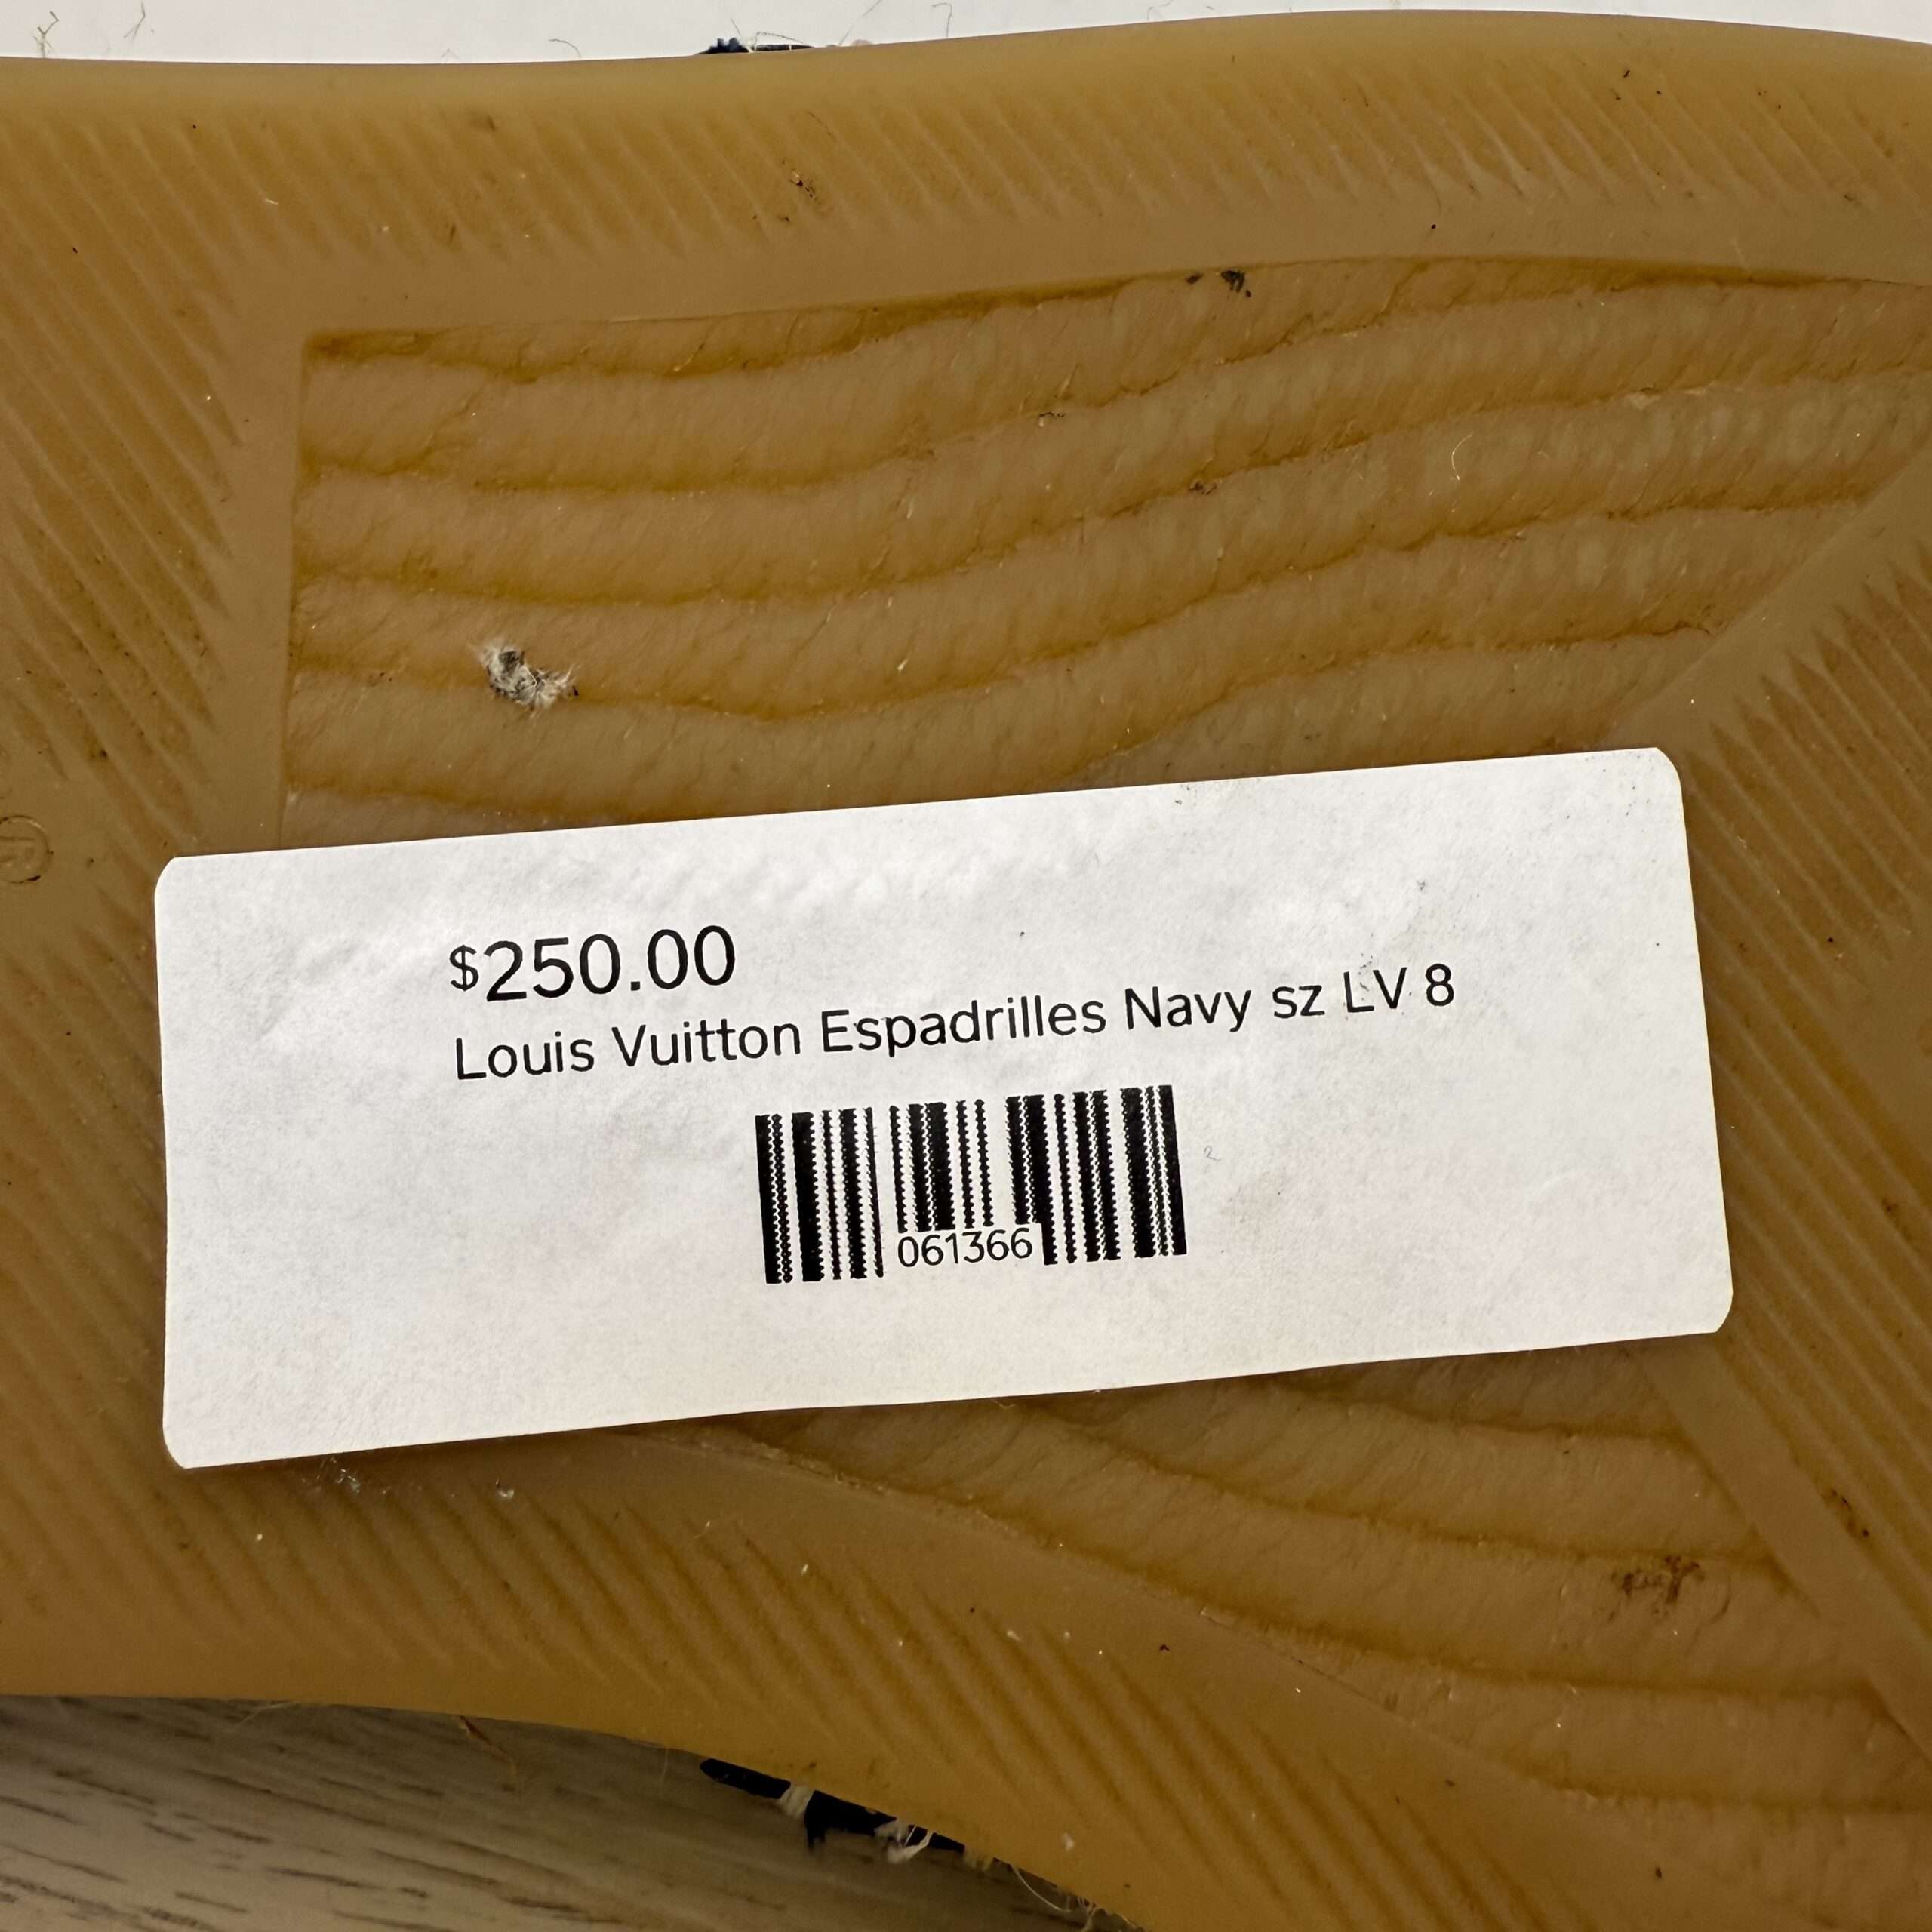 $250.00
Louis Vuitton Espadrilles Navy sz LV 8
061366
®